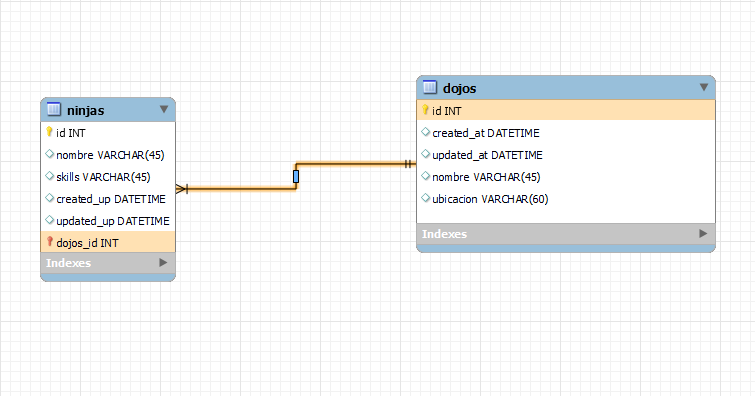 ninjas
id INT
nombre VARCHAR(45)
skills VARCHAR(45)
created_up DATETIME
updated_up DATETIME
dojos_id INT
Indexes
dojos
id INT
created_at DATETIME
updated_at DATETIME
nombre VARCHAR(45)
ubicacion VARCHAR(60)
Indexes